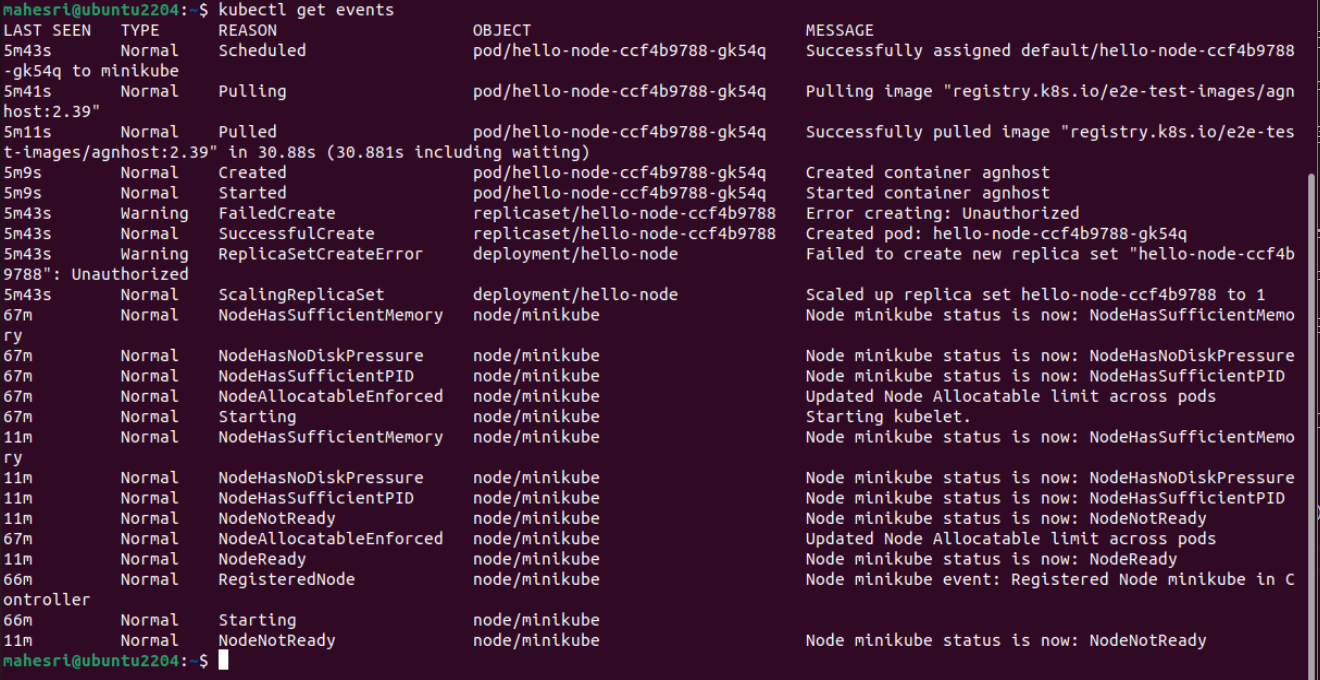 mahesri@ubuntu2204:~$ kubectl get events
LAST SEEN   TYPE      REASON                    OBJECT                            MESSAGE
5m43s       Normal    Scheduled                 pod/hello-node-ccf4b9788-gk54q    Successfully assigned default/hello-node-ccf4b9788
-gk54q to minikube
5m41s       Normal    Pulling                   pod/hello-node-ccf4b9788-gk54q    Pulling image "registry.k8s.io/e2e-test-images/agn
host:2.39"
5m11s       Normal    Pulled                    pod/hello-node-ccf4b9788-gk54q    Successfully pulled image "registry.k8s.io/e2e-tes
t-images/agnhost:2.39" in 30.88s (30.881s including waiting)
5m9s        Normal    Created                   pod/hello-node-ccf4b9788-gk54q    Created container agnhost
5m9s        Normal    Started                   pod/hello-node-ccf4b9788-gk54q    Started container agnhost
5m43s       Warning   FailedCreate              replicaset/hello-node-ccf4b9788   Error creating: Unauthorized
5m43s       Normal    SuccessfulCreate          replicaset/hello-node-ccf4b9788   Created pod: hello-node-ccf4b9788-gk54q
5m43s       Warning   ReplicaSetCreateError     deployment/hello-node             Failed to create new replica set "hello-node-ccf4b
9788": Unauthorized
5m43s       Normal    ScalingReplicaSet         deployment/hello-node             Scaled up replica set hello-node-ccf4b9788 to 1
67m         Normal    NodeHasSufficientMemory   node/minikube                     Node minikube status is now: NodeHasSufficientMemo
ry
67m         Normal    NodeHasNoDiskPressure     node/minikube                     Node minikube status is now: NodeHasNoDiskPressure
67m         Normal    NodeHasSufficientPID      node/minikube                     Node minikube status is now: NodeHasSufficientPID
67m         Normal    NodeAllocatableEnforced   node/minikube                     Updated Node Allocatable limit across pods
67m         Normal    Starting                  node/minikube                     Starting kubelet.
11m         Normal    NodeHasSufficientMemory   node/minikube                     Node minikube status is now: NodeHasSufficientMemo
ry
11m         Normal    NodeHasNoDiskPressure     node/minikube                     Node minikube status is now: NodeHasNoDiskPressure
11m         Normal    NodeHasSufficientPID      node/minikube                     Node minikube status is now: NodeHasSufficientPID
11m         Normal    NodeNotReady              node/minikube                     Node minikube status is now: NodeNotReady
67m         Normal    NodeAllocatableEnforced   node/minikube                     Updated Node Allocatable limit across pods
11m         Normal    NodeReady                 node/minikube                     Node minikube status is now: NodeReady
66m         Normal    RegisteredNode            node/minikube                     Node minikube event: Registered Node minikube in C
ontroller
66m         Normal    Starting                  node/minikube
11m         Normal    NodeNotReady              node/minikube                     Node minikube status is now: NodeNotReady
mahesri@ubuntu2204:~$